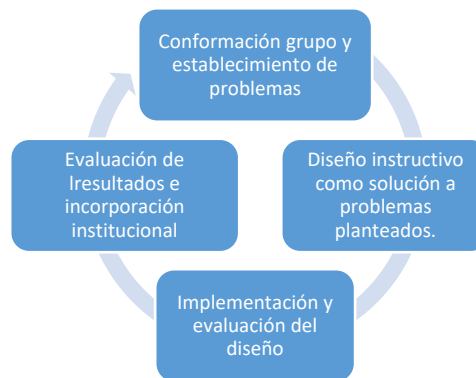 Conformación grupo y
establecimiento de
problemas
Diseño instructivo
como solución a
problemas
planteados.
Implementación y
evaluación del
diseño
Evaluación de
lresultados e
incorporación
institucional